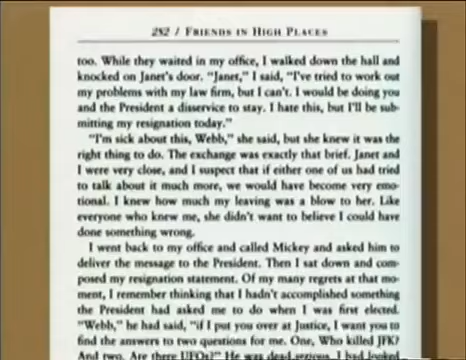 282 / FRIENDS IN HIGH PLACES
too. While they waited in my office, I walked down the hall and
knocked on Janet's door. "Janet," I said, "I've tried to work out
my problems with my law firm, but I can't. I would be doing you
and the President a disservice to stay. I hate this, but I'll be sub-
mitting my resignation today."
"I'm sick about this, Webb," she said, but she knew it was the
right thing to do. The exchange was exactly that brief. Janet and
I were very close, and I suspect that if either one of us had tried
to talk about it much more, we would have become very emo-
tional. I knew how much my leaving was a blow to her. Like
everyone who knew me, she didn't want to believe I could have
done something wrong.
I went back to my office and called Mickey and asked him to
deliver the message to the President. Then I sat down and com-
posed my resignation statement. Of my many regrets at that mo-
ment, I remember thinking that I hadn't accomplished something
the President had asked me to do when I was first elected.
"Webb," he had said, "if I put you over at Justice, I want you to
find the answers to two questions for me. One, Who killed JFK?
And two, Are there UFOs?" He was dead serious. I had looked